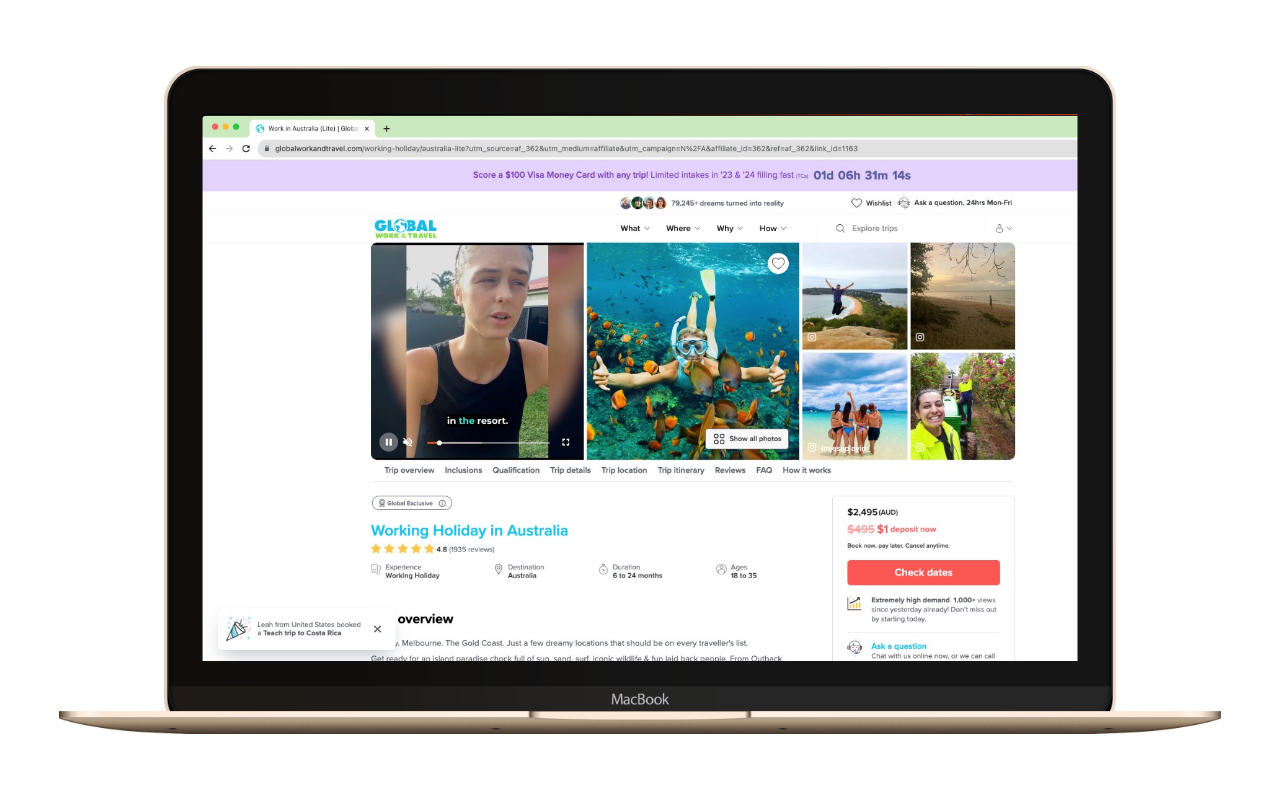 Work in Australia (Lite) | Globa
globalworkandtravel.com/working-holiday/australia-lite?utm_source=af_362&utm_medium=affiliate&utm_campaign=N%2FA&affiliate_id=362&ref=af_362&link_id=1163
Score a $100 Visa Money Card with any trip! Limited intakes in '23 & '24 filling fast (TCs) 01d 06h 31m 14s
79,245+ dreams turned into reality
Wishlist
Ask a question, 24hrs Mon-Fri
GLOBAL
WORK & TRAVEL
What Where Why How
Explore trips
in the resort.
Show all photos
Trip overview Inclusions Qualification Trip details Trip location Trip itinerary Reviews FAQ How it works
Global Exclusive
Working Holiday in Australia
4.8 (1935 reviews)
Experience
Working Holiday
Destination
Australia
Duration
6 to 24 months
Ages
18 to 35
overview
, Melbourne. The Gold Coast. Just a few dreamy locations that should be on every traveller's list.
Get ready for an island paradise chock full of sun, sand, surf, iconic wildlife & fun laid back people. From Outback
$2,495 (AUD)
$495 $1 deposit now
Book now, pay later. Cancel anytime.
Check dates
Extremely high demand. 1,000+ views
since yesterday already! Don't miss out
by starting today.
Ask a question
Chat with us online now, or we can call
Leah from United States booked
a Teach trip to Costa Rica
MacBook